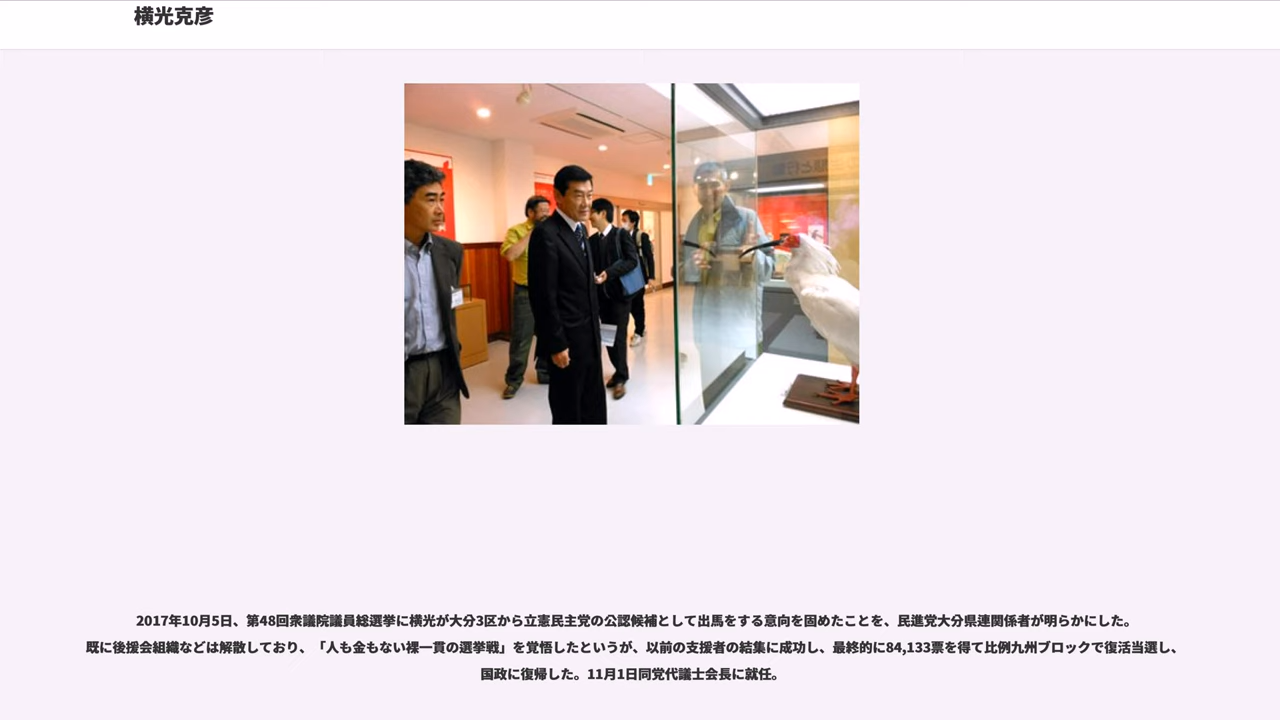 横光克彦
2017年10月5日、第48回衆議院議員総選挙に横光が大分3区から立憲民主党の公認候補として出馬をする意向を固めたことを、民進党大分県連関係者が明らかにした。
既に後援会組織などは解散しており、「人も金もない裸一貫の選挙戦」を覚悟したというが、以前の支援者の結集に成功し、最終的に84,133票を得て比例九州ブロックで復活当選し、
国政に復帰した。11月1日同党代議士会長に就任。